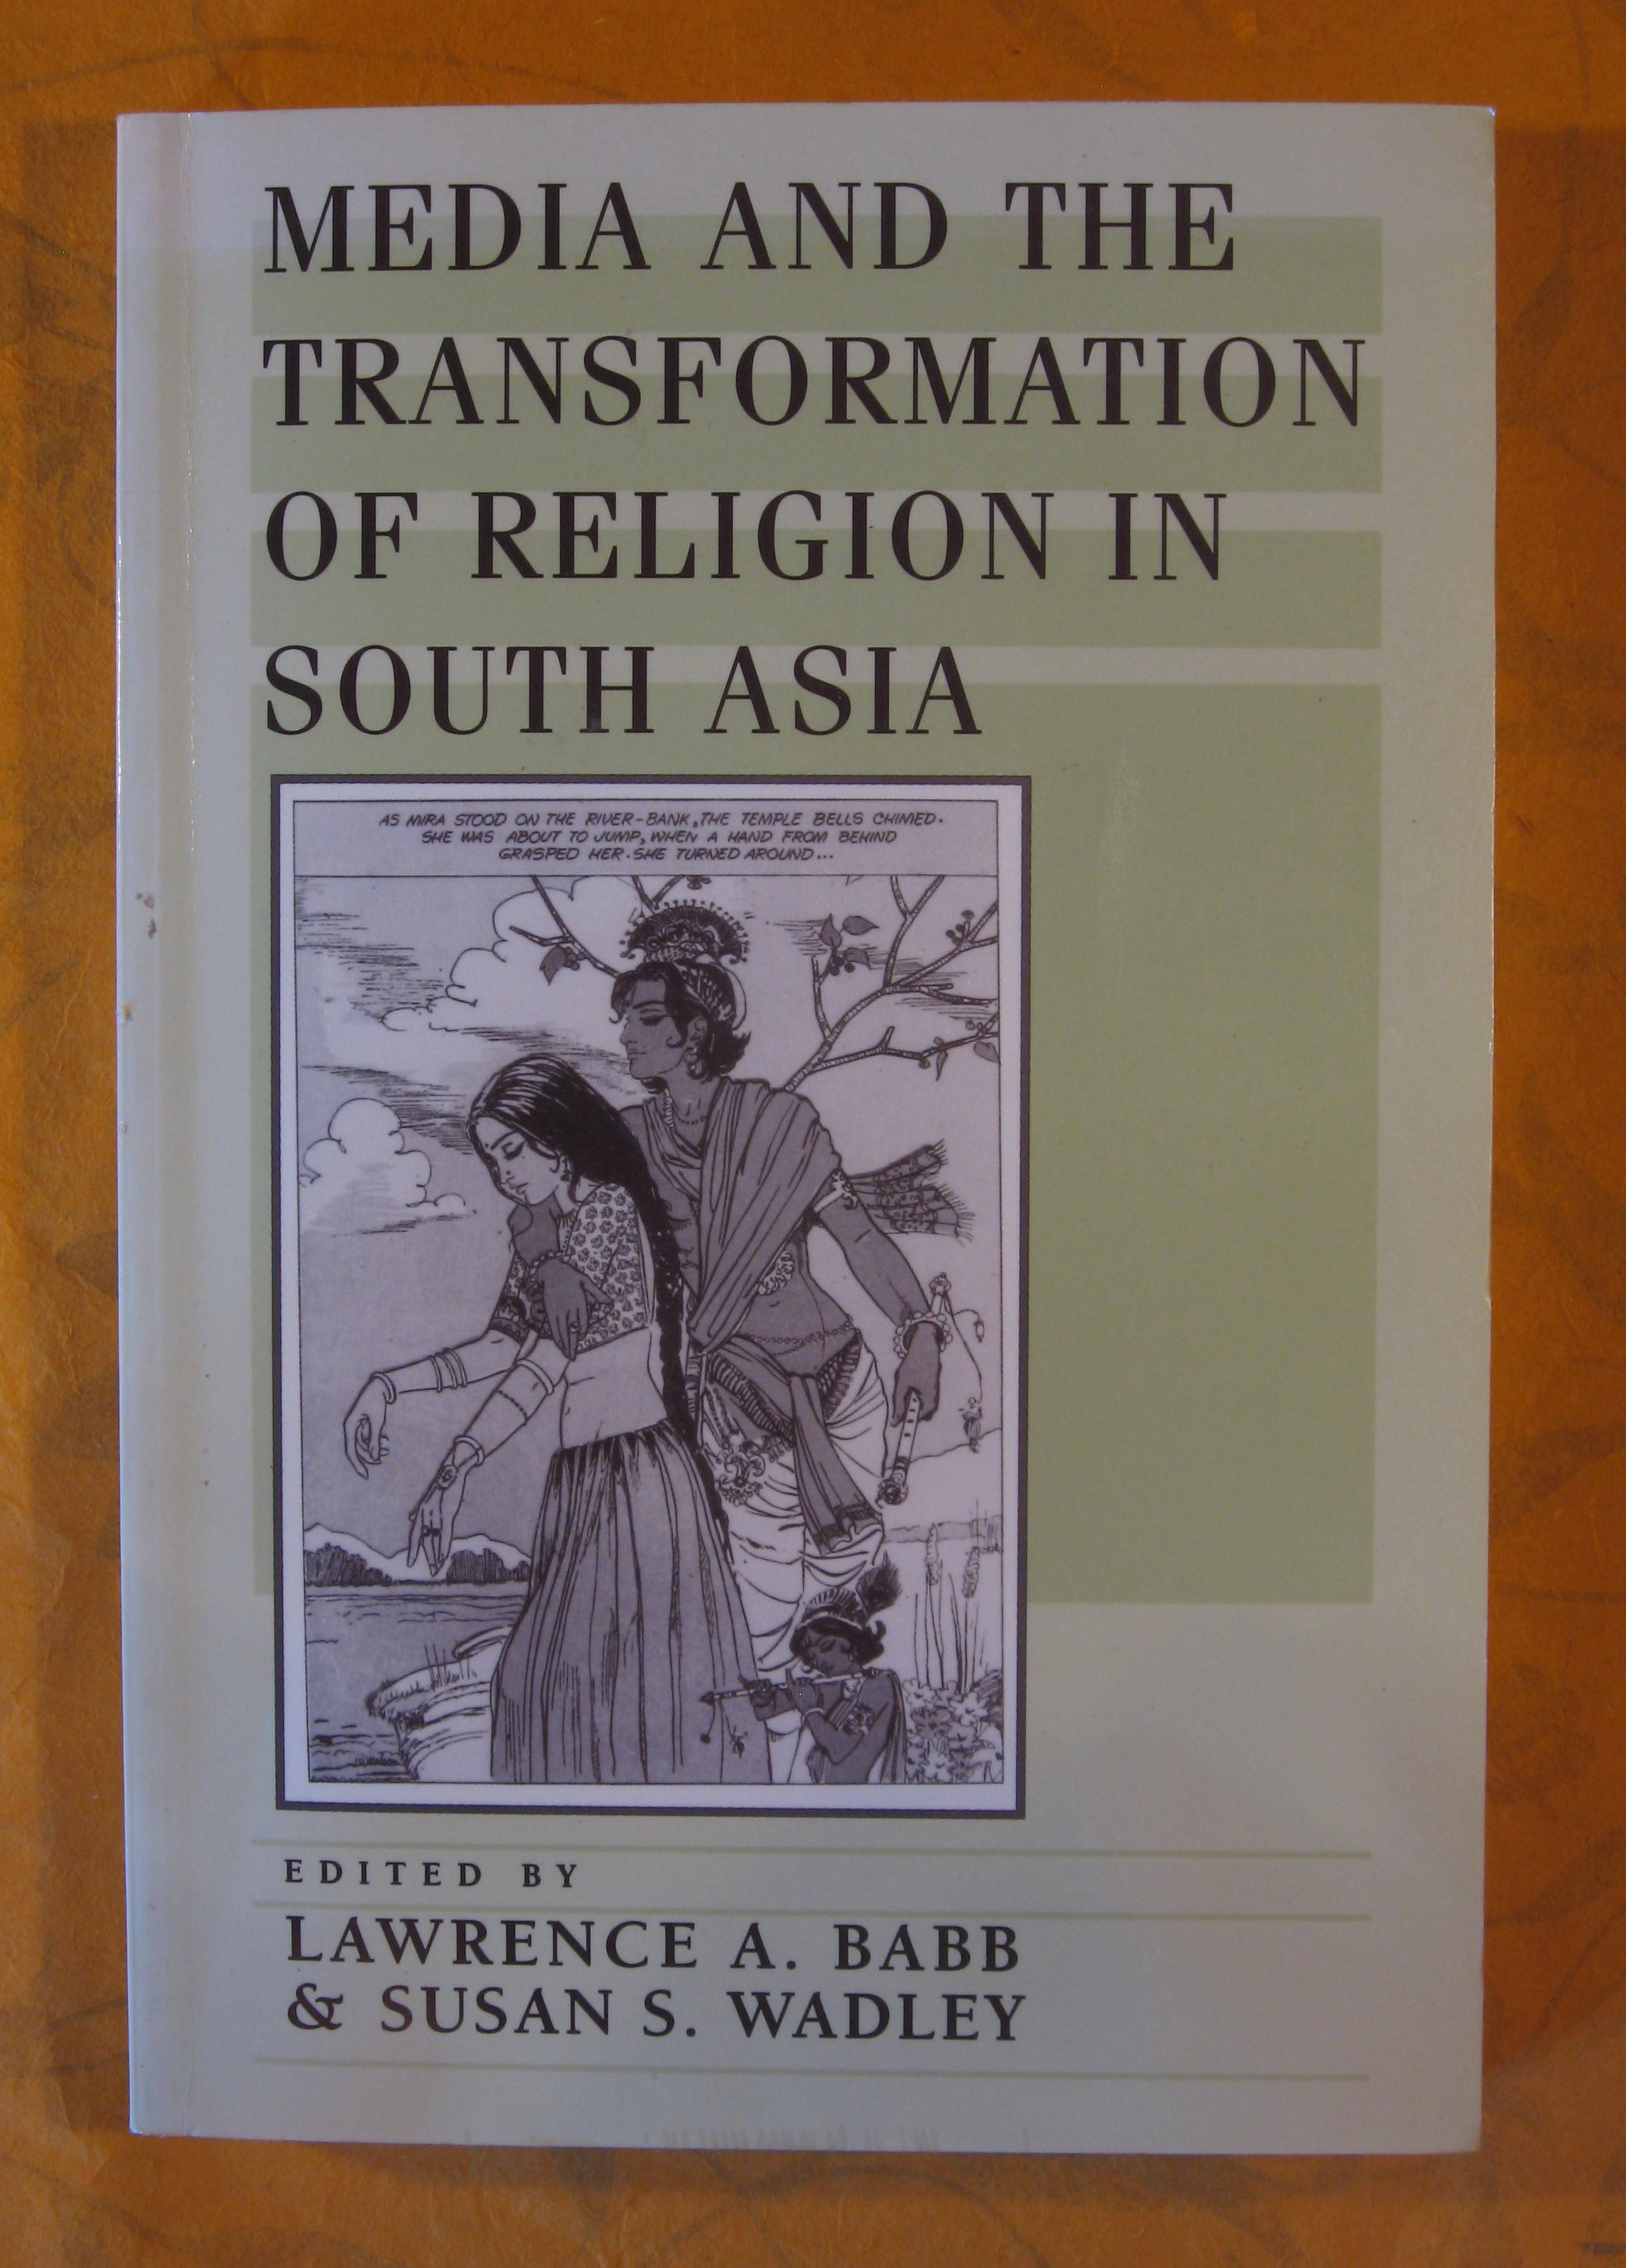 MEDIA AND THE
TRANSFORMATION
OF RELIGION IN
SOUTH ASIA
AS MIRA STOOD ON THE RIVER-BANK, THE TEMPLE BELLS CHIMED.
SHE WAS ABOUT TO JUMP, WHEN A HAND FROM BEHIND
GRASPED HER. SHE TURNED AROUND...
EDITED BY
LAWRENCE A. BABB
& SUSAN S. WADLEY